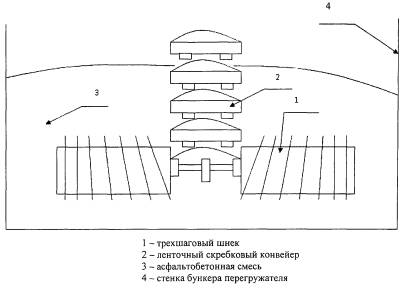 4
3
2
1
1 – трехшаговый шнек
2 – ленточный скребковый конвейер
3 – асфальтобетонная смесь
4 – стенка бункера перегружателя